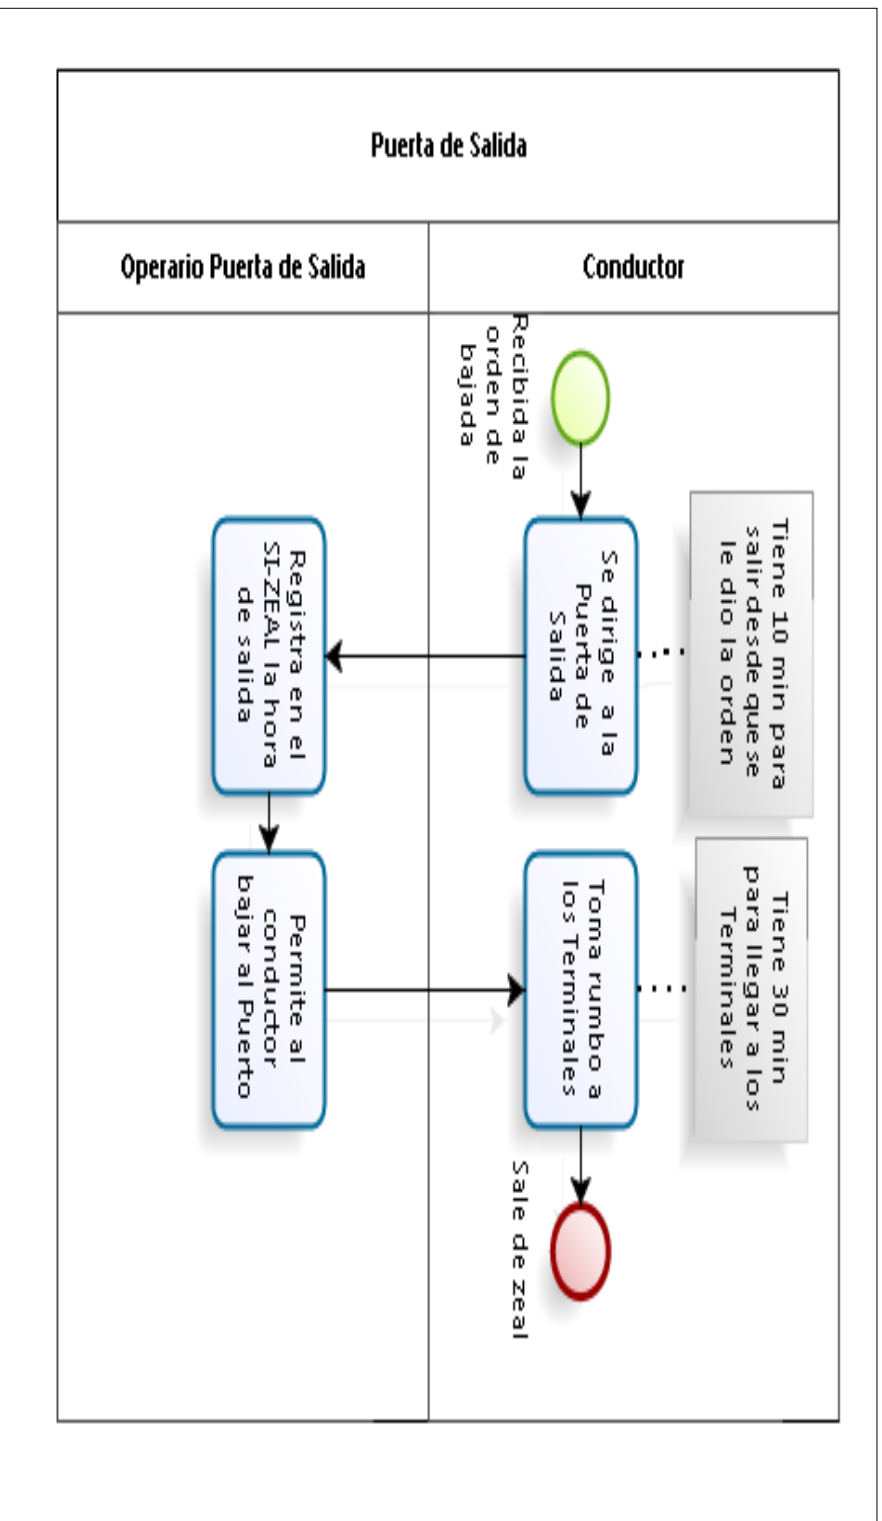 Puerta de Salida
Operario Puerta de Salida
Conductor
Recibida la
orden de
bajada
Se dirige a la
Puerta de
Salida
Tiene 10 min para
salir desde que se
le dio la orden
Registra en el
SI-ZEAL la hora
de salida
Permite al
conductor
bajar al Puerto
Toma rumbo a
los Terminales
Tiene 30 min
para llegar a los
Terminales
Sale de zeal